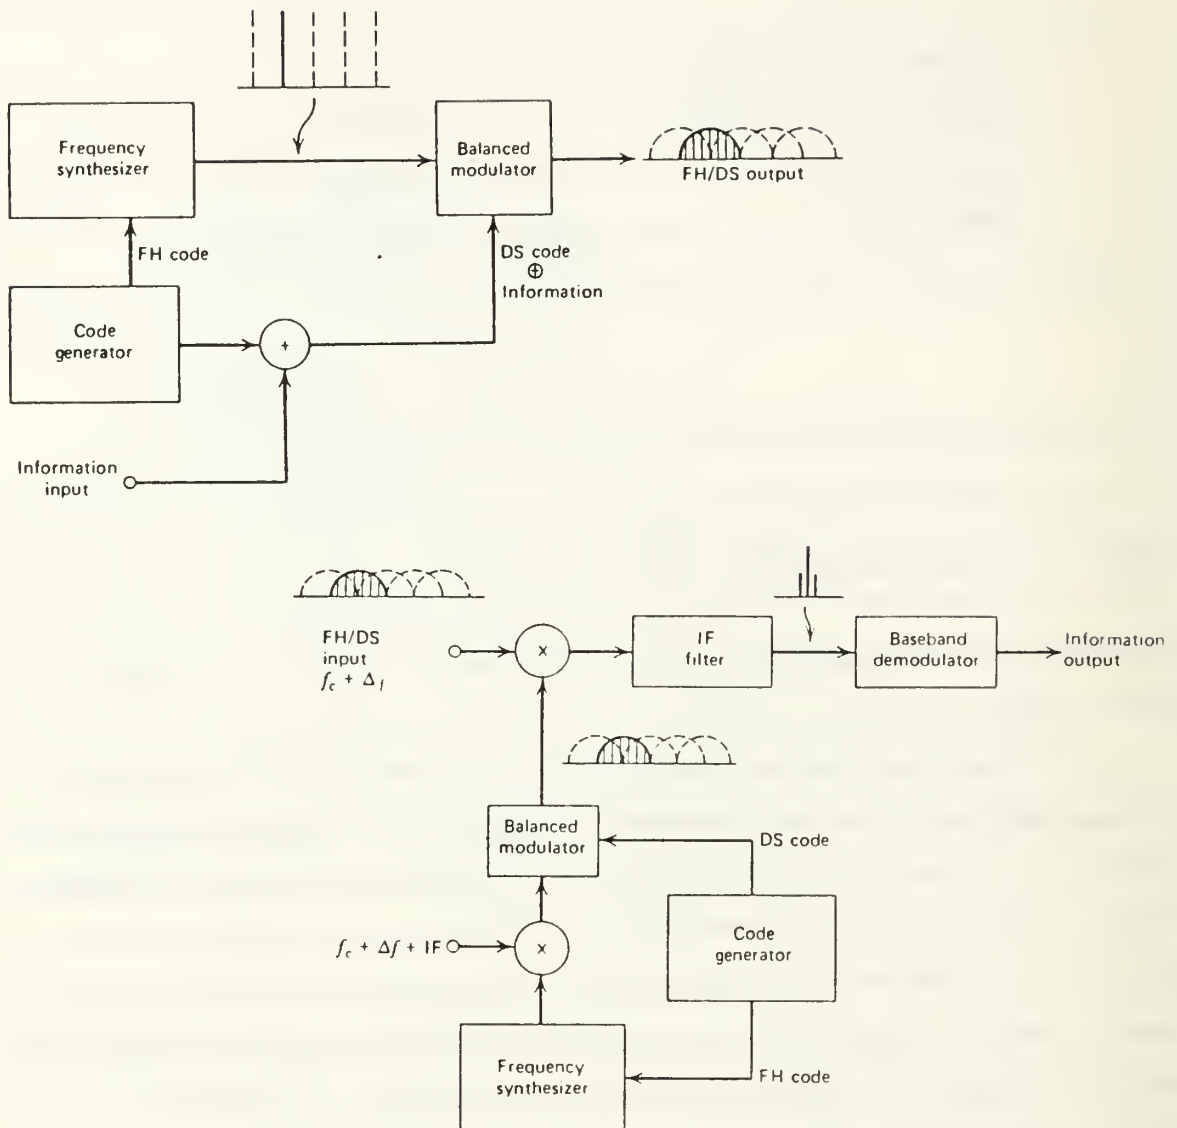 Frequency
synthesizer
Balanced
modulator
FH/DS output
FH code
DS code
⊕
Information
Code
generator
+
Information
input
FH/DS
input
f_c + Δ_f
×
IF
filter
Baseband
demodulator
Information
output
Balanced
modulator
DS code
f_c + Δf + IF
×
Code
generator
Frequency
synthesizer
FH code